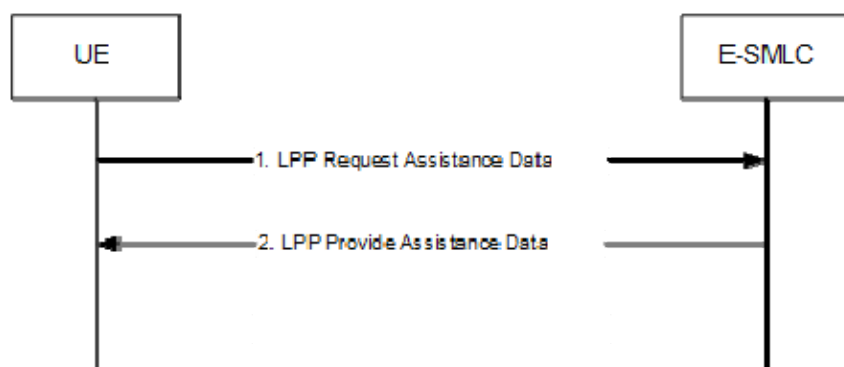 UE
E-SMLC
1. LPP Request Assistance Data
2. LPP Provide Assistance Data